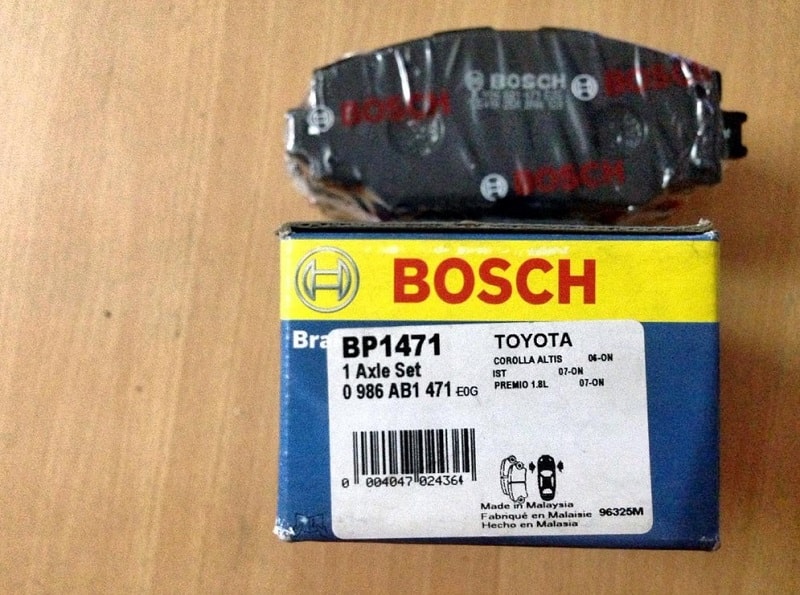 BOSCH
BOSCH
BOSCH
BOSCH
BOSCH
Bra
BP1471
1 Axle Set
0 986 AB1 471 E0G
TOYOTA
COROLLA ALTIS 06-ON
IST 07-ON
PREMIO 1.8L 07-ON
0 004047 024364
Made in Malaysia
Fabriqué en Malaisie
Hecho en Malasia
96325M